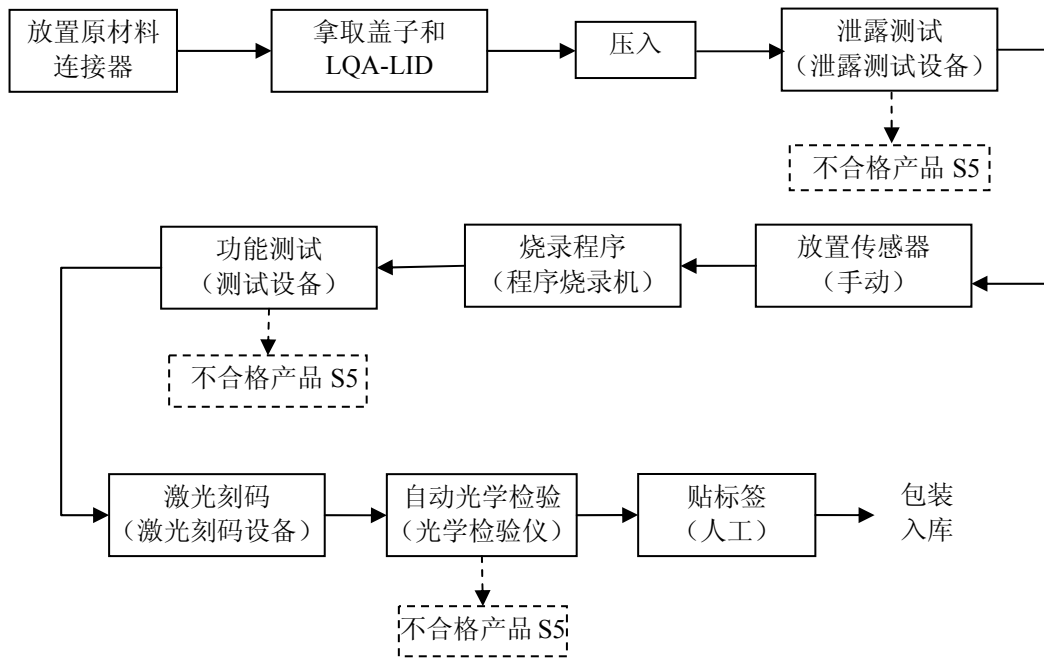 放置原材料
连接器
拿取盖子和
LQA-LID
压入
泄露测试
（泄露测试设备）
不合格产品 S5
功能测试
（测试设备）
烧录程序
（程序烧录机）
放置传感器
（手动）
不合格产品 S5
激光刻码
（激光刻码设备）
自动光学检验
（光学检验仪）
贴标签
（人工）
包装
入库
不合格产品 S5